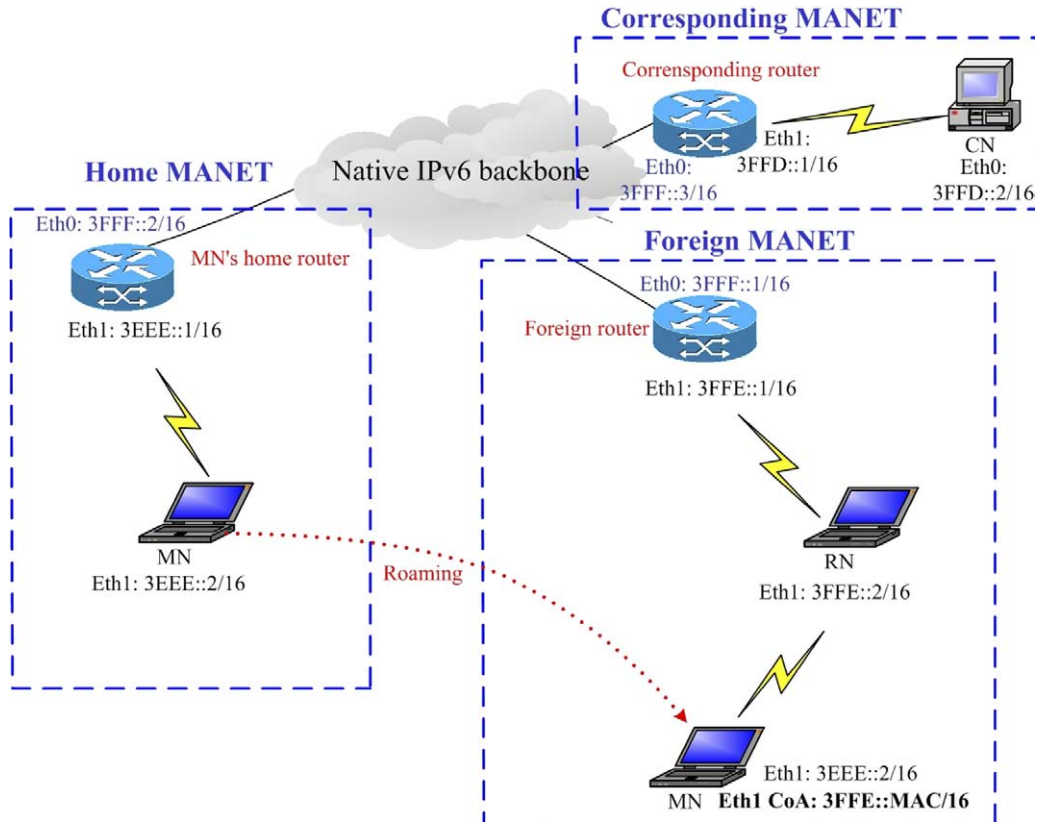 Corresponding MANET
Corrensponding router
Eth1:
3FFD::1/16
Eth0:
3FFF::3/16
CN
Eth0:
3FFD::2/16
Native IPv6 backbone
Home MANET
Eth0: 3FFF::2/16
MN's home router
Eth1: 3EEE::1/16
MN
Eth1: 3EEE::2/16
Roaming
Foreign MANET
Eth0: 3FFF::1/16
Foreign router
Eth1: 3FFE::1/16
RN
Eth1: 3FFE::2/16
Eth1: 3EEE::2/16
MN Eth1 CoA: 3FFE::MAC/16